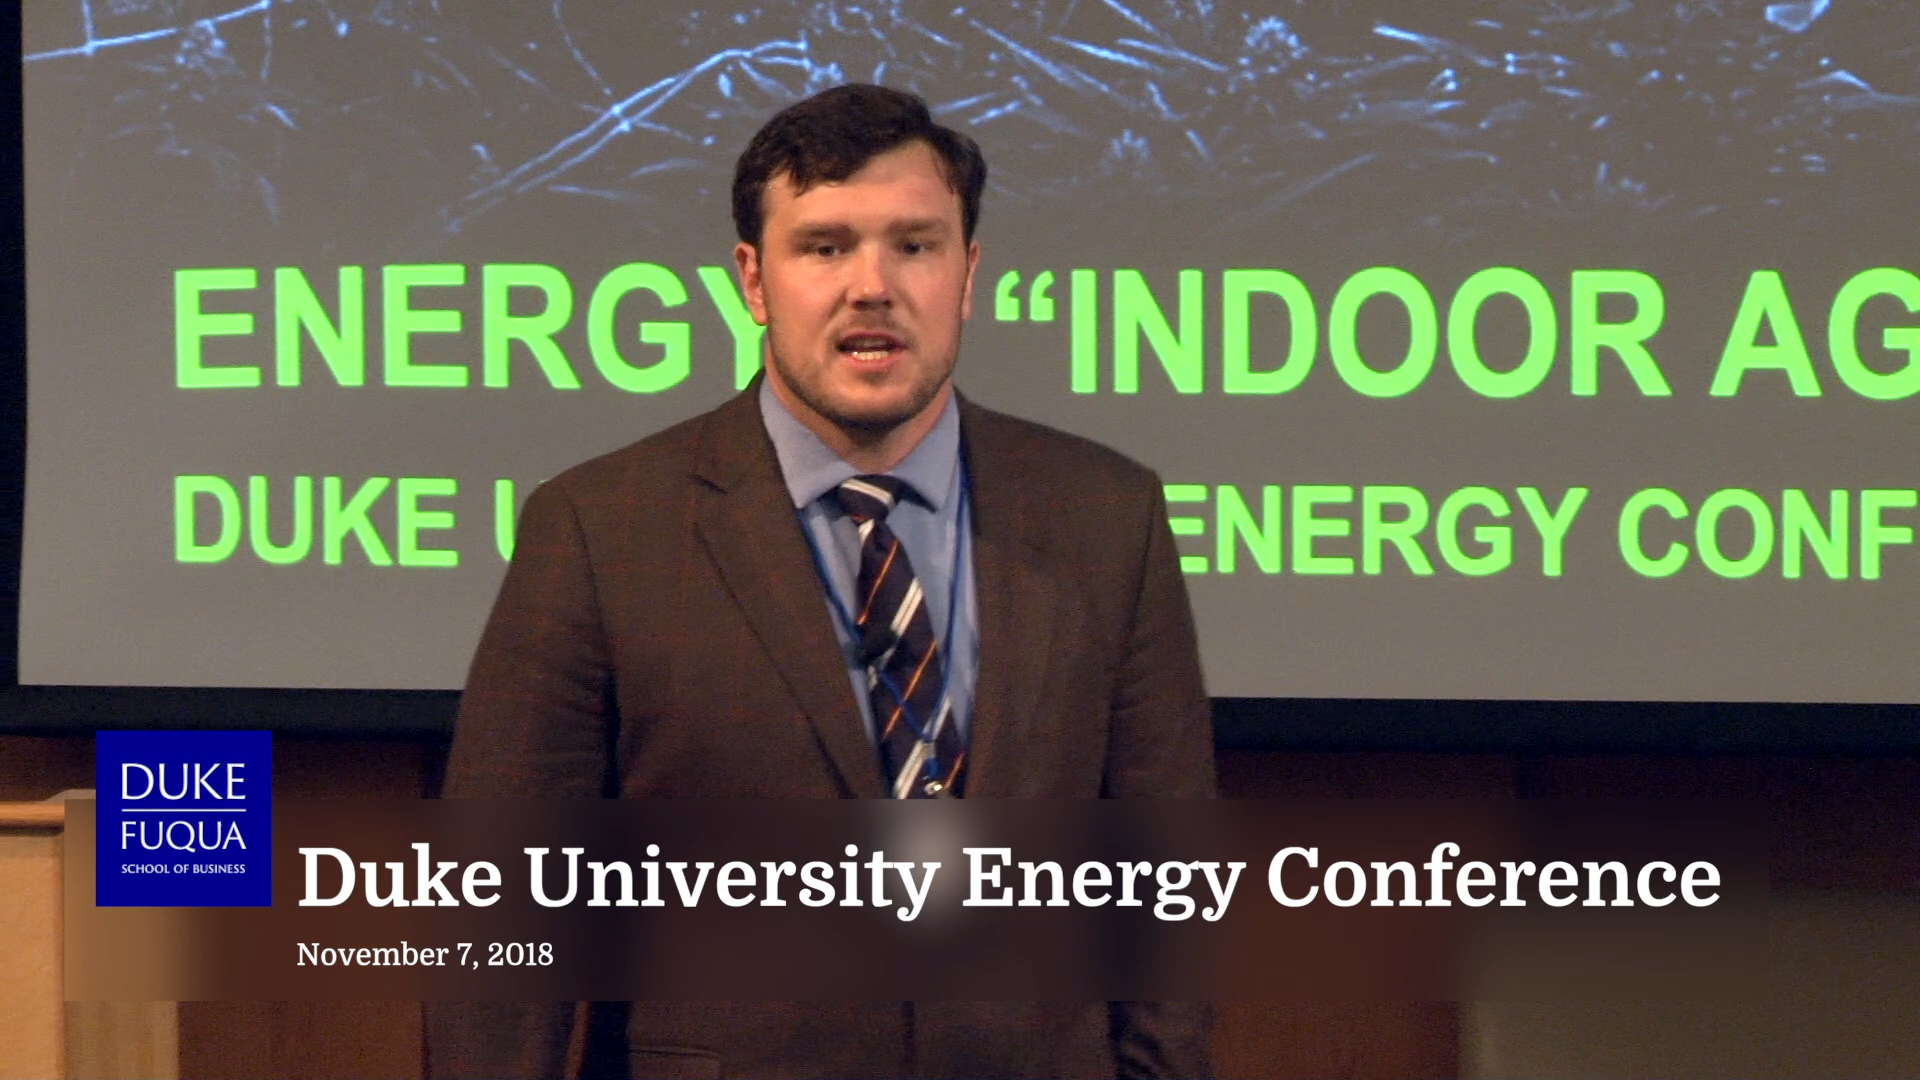 ENERGY "INDOOR AG
DUKE ENERGY CONF
DUKE
FUQUA
SCHOOL OF BUSINESS
Duke University Energy Conference
November 7, 2018